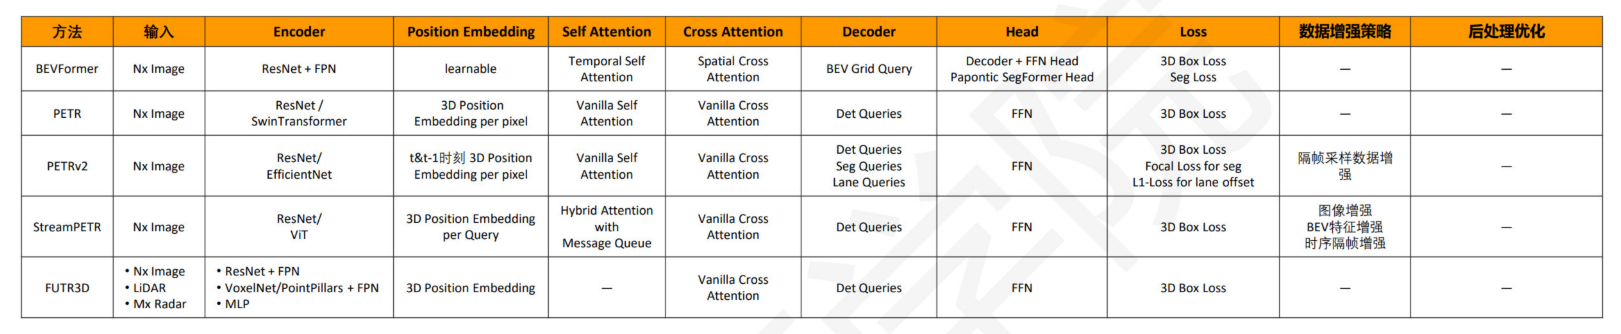 方法 输入 Encoder Position Embedding Self Attention Cross Attention Decoder Head Loss 数据增强策略 后处理优化
BEVFormer
Nx Image
ResNet + FPN
learnable
Temporal Self
Attention
Spatial Cross
Attention
BEV Grid Query
Decoder + FFN Head
Papontic SegFormer Head
3D Box Loss
Seg Loss
—
—
PETR
Nx Image
ResNet /
SwinTransformer
3D Position
Embedding per pixel
Vanilla Self
Attention
Vanilla Cross
Attention
Det Queries
FFN
3D Box Loss
—
—
PETRv2
Nx Image
ResNet/
EfficientNet
t&t-1时刻 3D Position
Embedding per pixel
Vanilla Self
Attention
Vanilla Cross
Attention
Det Queries
Seg Queries
Lane Queries
FFN
3D Box Loss
Focal Loss for seg
L1-Loss for lane offset
隔帧采样数据增
强
—
StreamPETR
Nx Image
ResNet/
ViT
3D Position Embedding
per Query
Hybrid Attention
with
Message Queue
Vanilla Cross
Attention
Det Queries
FFN
3D Box Loss
图像增强
BEV特征增强
时序隔帧增强
—
FUTR3D
• Nx Image
• LiDAR
• Mx Radar
• ResNet + FPN
• VoxelNet/PointPillars + FPN
• MLP
3D Position Embedding
—
Vanilla Cross
Attention
Det Queries
FFN
3D Box Loss
—
—
学院